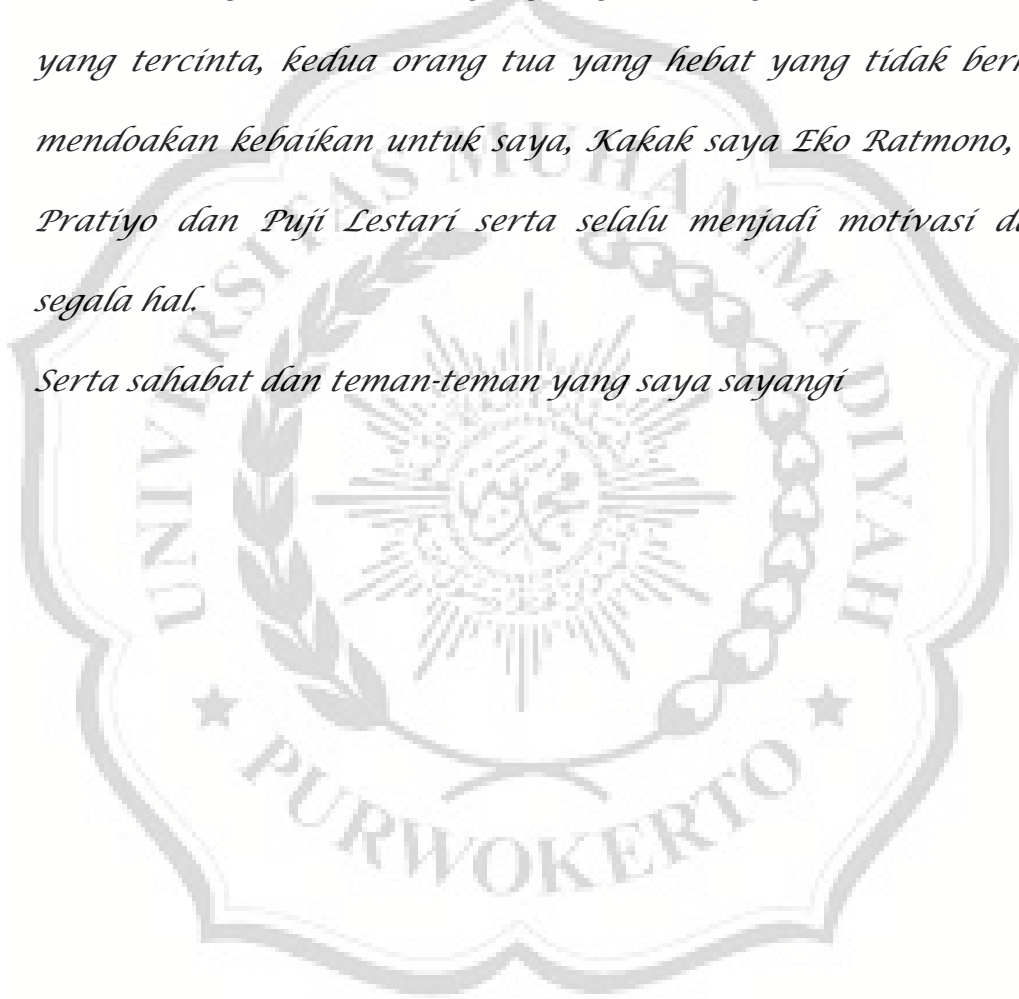 yang tercinta, kedua orang tua yang hebat yang tidak
mendoakan kebaikan untuk saya, Kakak saya Eko Ratmono,
Pratiyo dan Puji Lestari serta selalu menjadi motivasi
segala hal.
Serta sahabat dan teman-teman yang saya sayangi
UNIVERSITAS MUHAMMADIYAH
PURWOKERTO